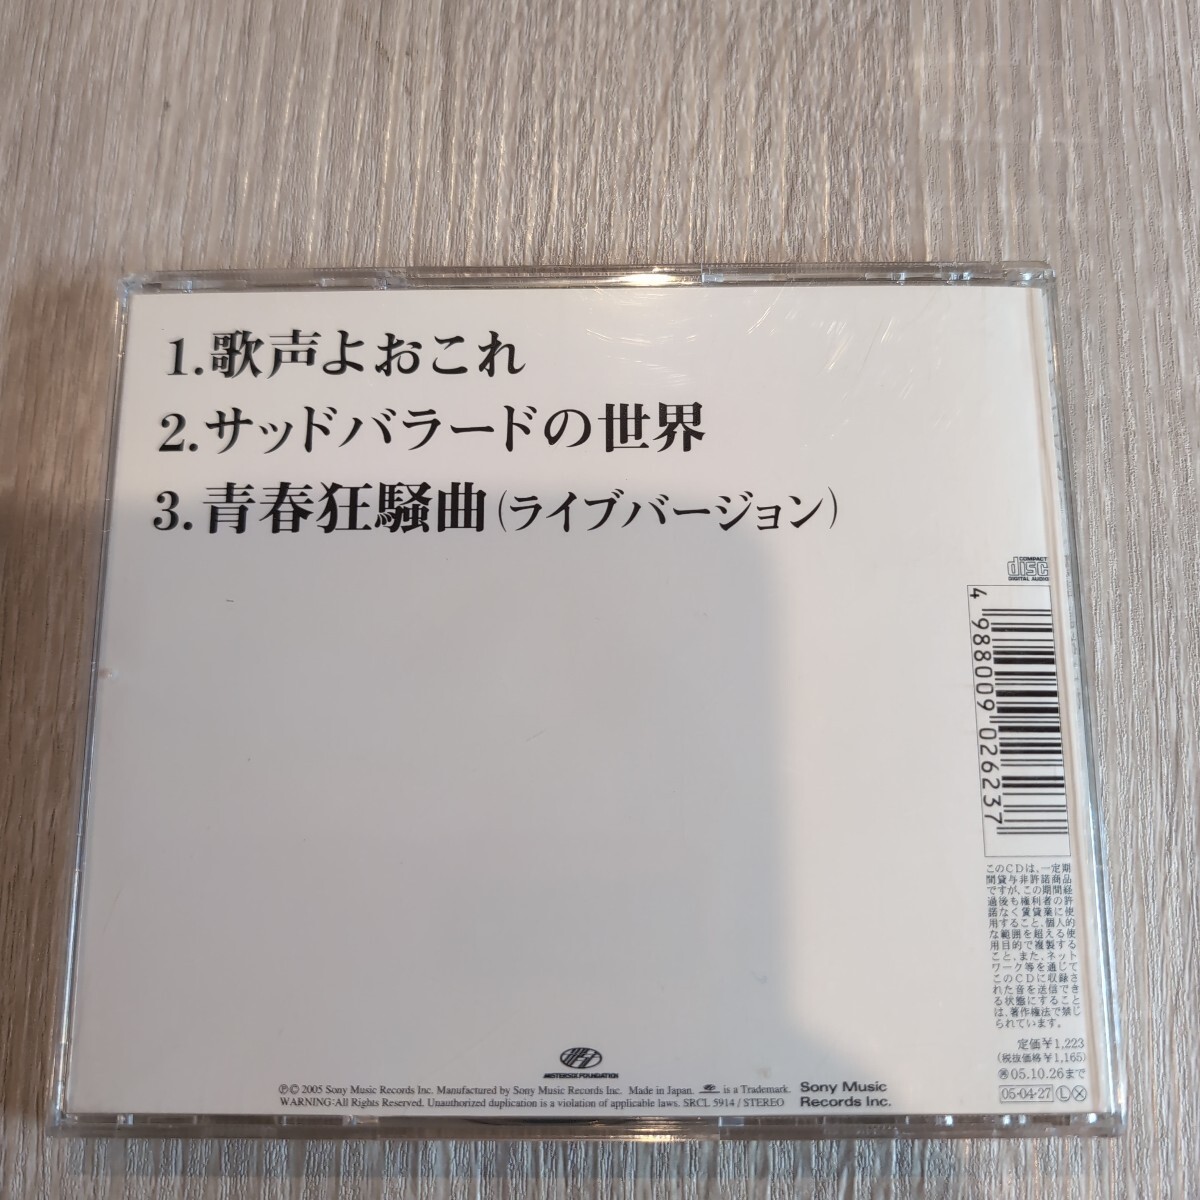 1.歌声よおこれ
2.サッドバラードの世界
3.青春狂騒曲(ライブバージョン)
COMPACT
disc
DIGITAL AUDIO
4 988009 026237
このCDは、一定期
間貸与非許諾商品
ですが、この期間経
過後も権利者の許
諾なく賃貸業に使
用すること、個人的
な範囲を超える使
用目的で複製する
こと、また、ネット
ワーク等を通じて
このCDに収録さ
れた音を送信でき
る状態にすること
は、著作権法で禁じ
られています。
定価¥1,223
(税抜価格¥1,165)
再05.10.26まで
05·04·27 L X
MISTERSIX FOUNDATION
Ⓟ© 2005 Sony Music Records Inc. Manufactured by Sony Music Records Inc. Made in Japan. is a Trademark.
WARNING:All Rights Reserved. Unauthorized duplication is a violation of applicable laws. SRCL 5914 / STEREO
Sony Music
Records Inc.